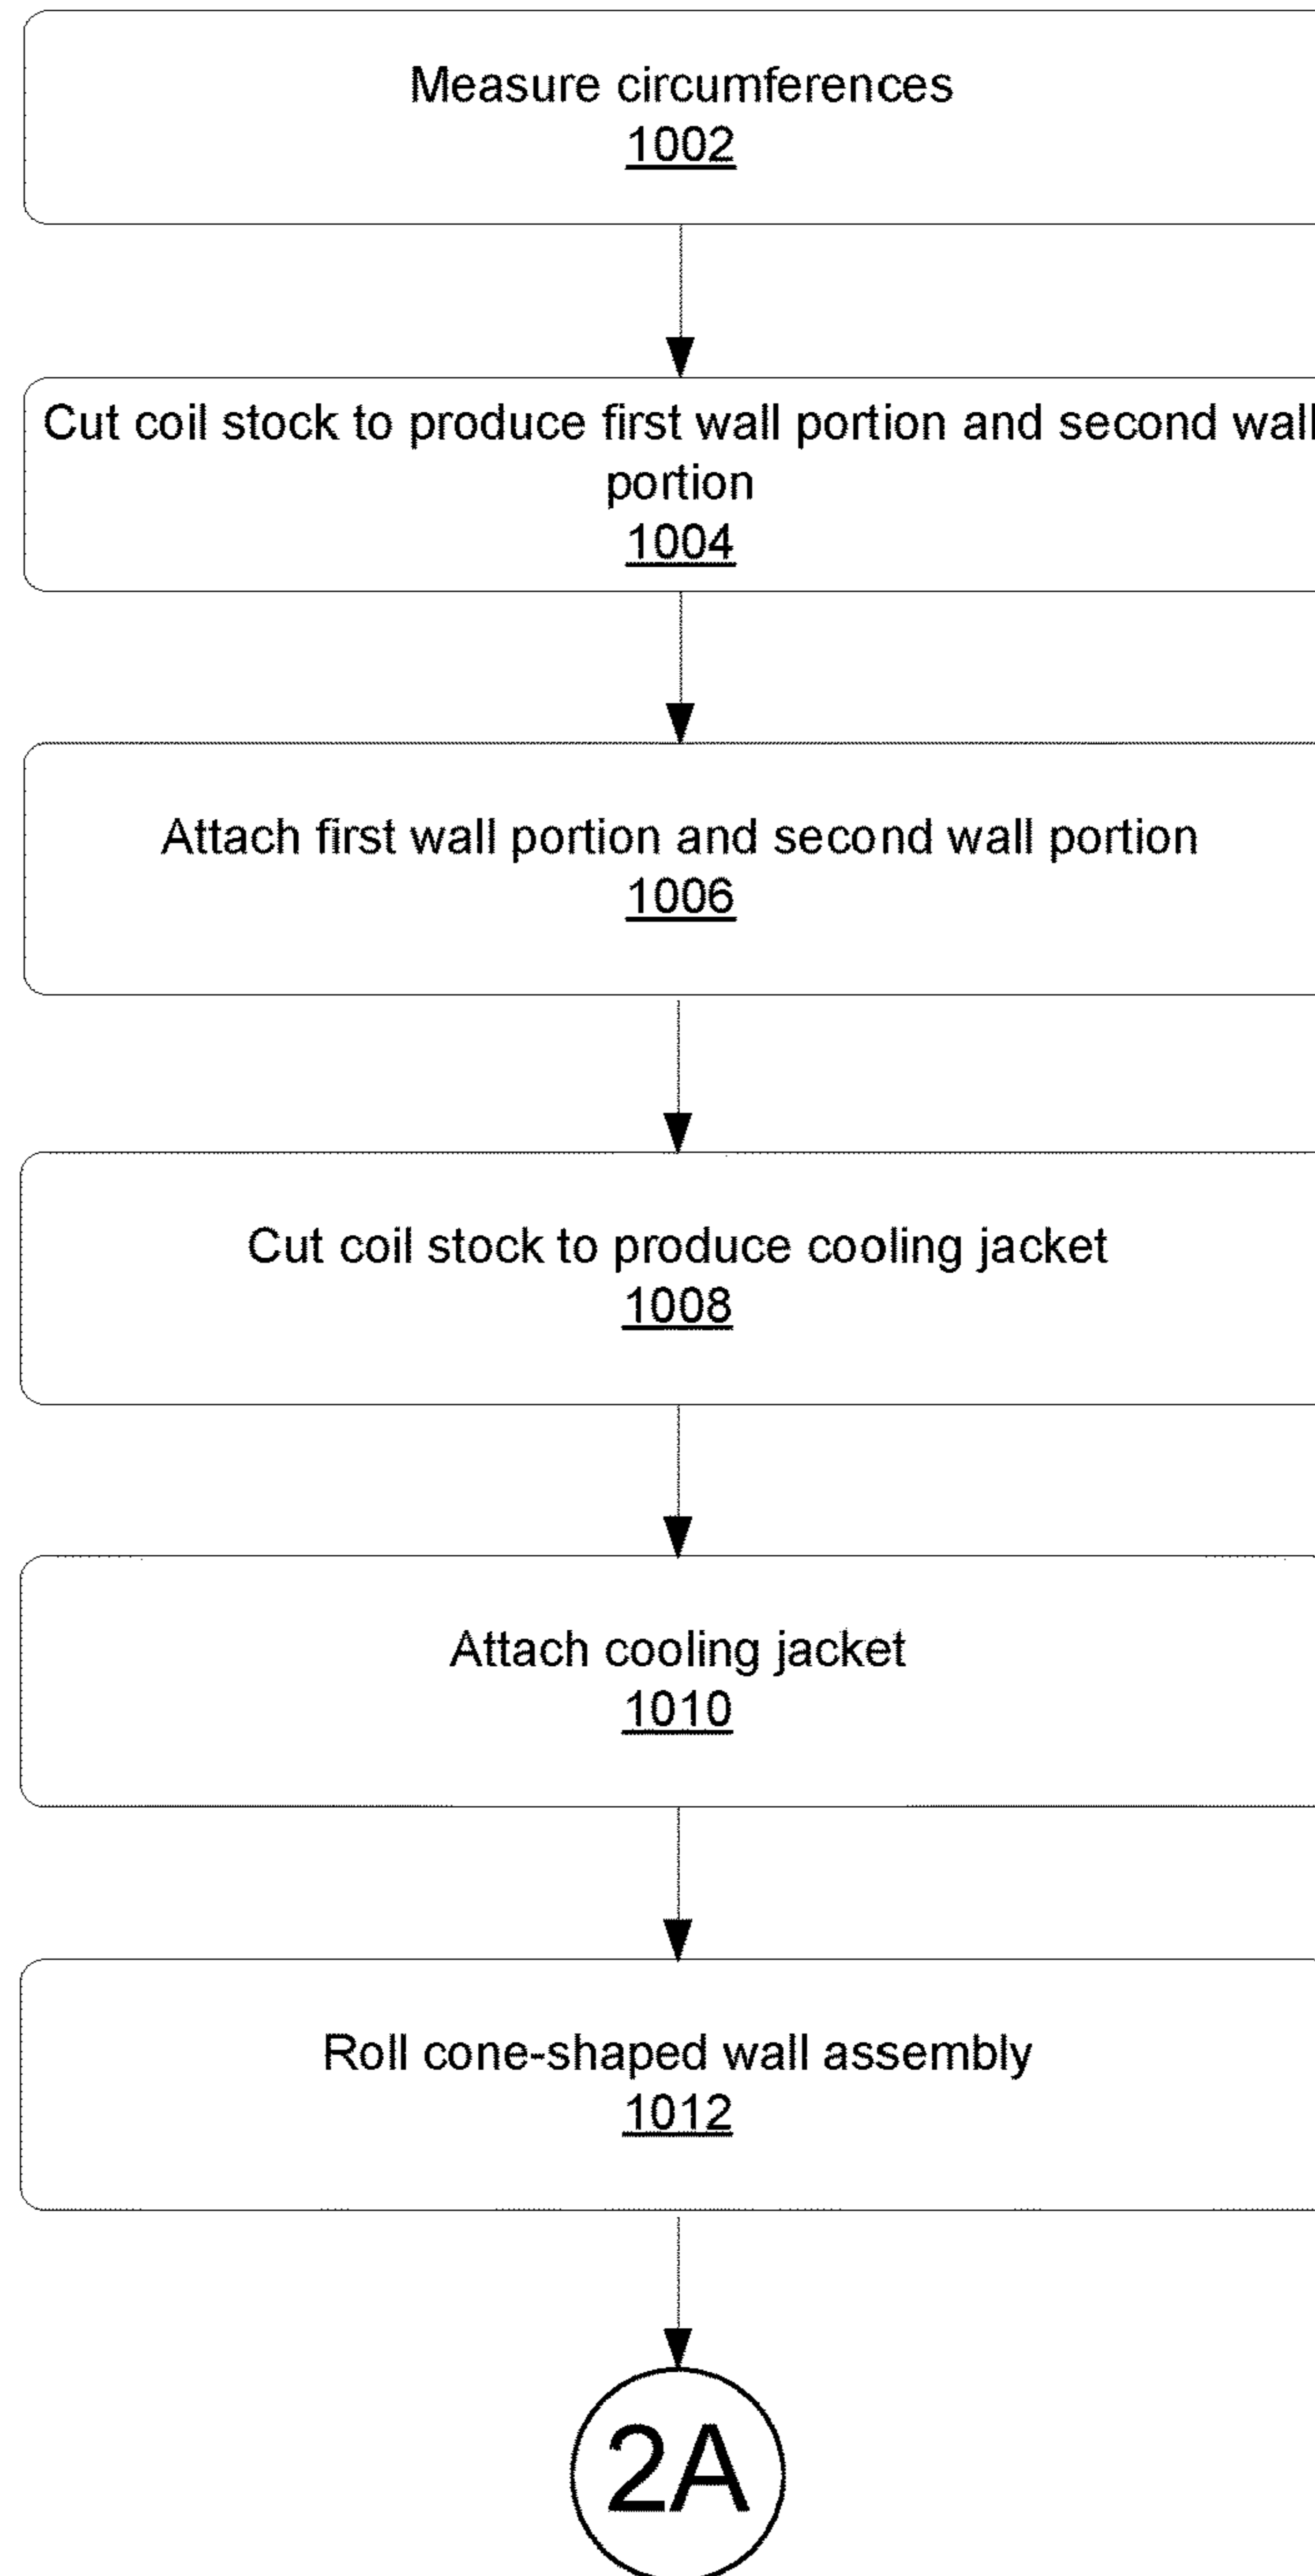 Measure circumferences
1002
Cut coil stock to produce first wall portion and second wall
portion
1004
Attach first wall portion and second wall portion
1006
Cut coil stock to produce cooling jacket
1008
Attach cooling jacket
1010
Roll cone-shaped wall assembly
1012
2A